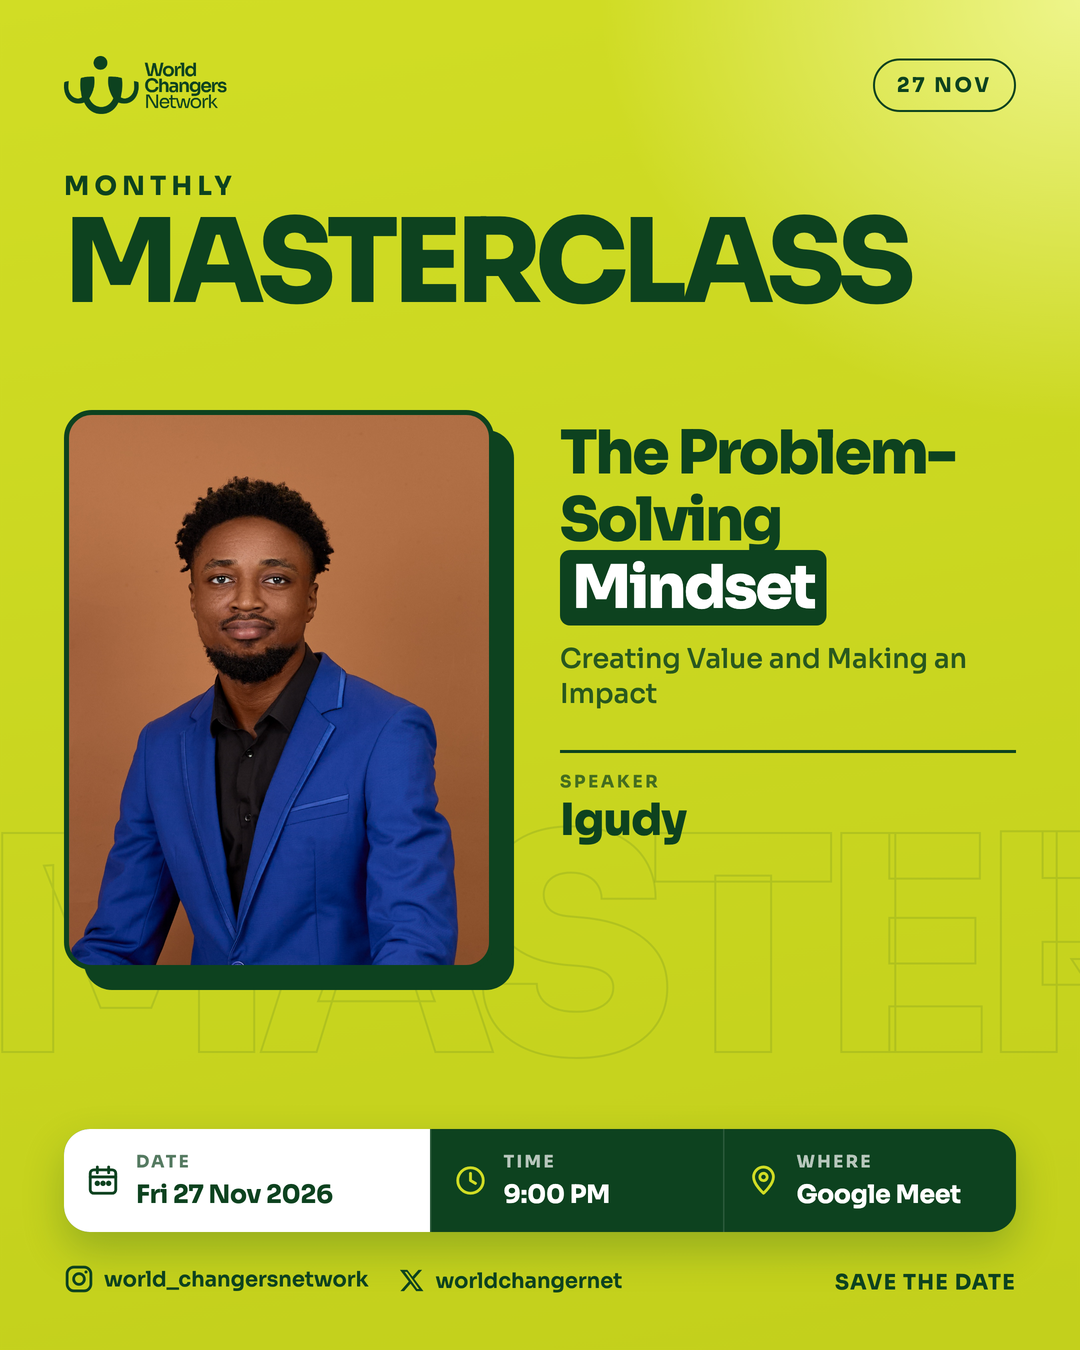 World
Changers
Network
27 NOV
MONTHLY
MASTERCLASS
The Problem-
Solving
Mindset
Creating Value and Making an
Impact
SPEAKER
Igudy
MASTER
DATE
Fri 27 Nov 2026
TIME
9:00 PM
WHERE
Google Meet
world_changersnetwork
worldchangernet
SAVE THE DATE